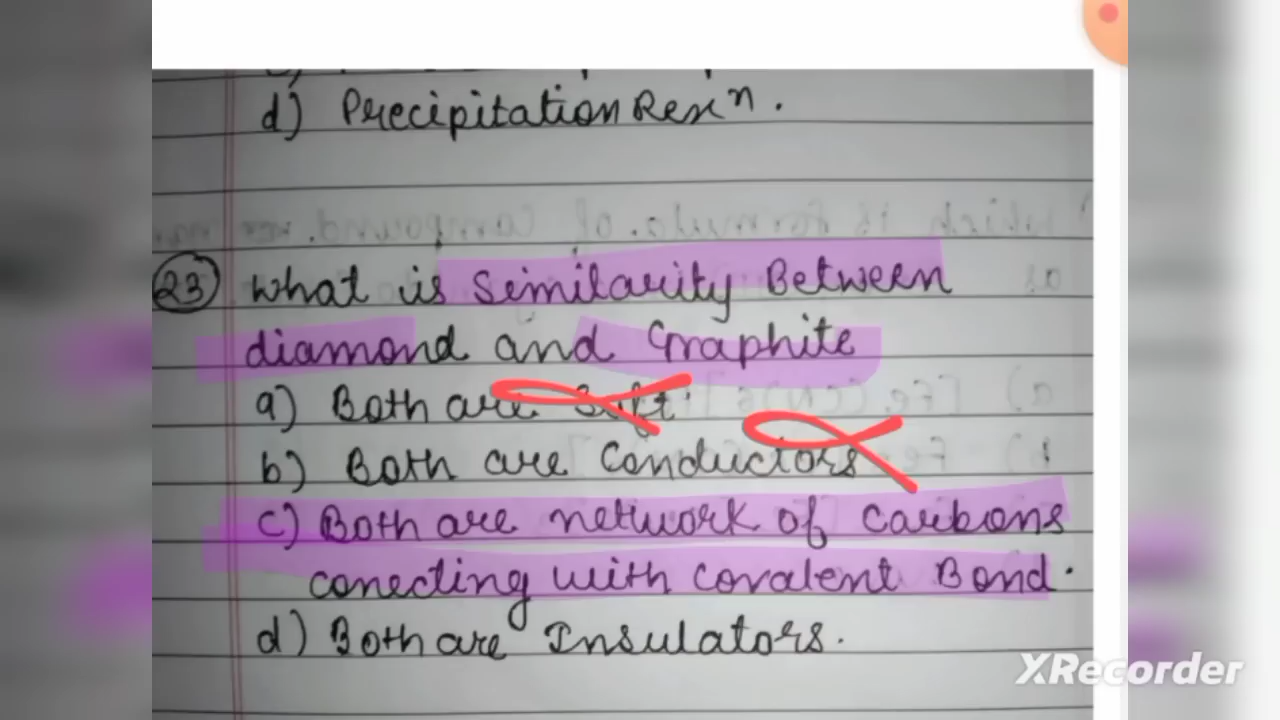 d) Precipitation Rexn.
23) What is Similarity Between
diamond and Graphite
a) Both are Soft.
b) Both are Conductors
c) Both are network of Carbons
conecting with covalent Bond.
d) Both are Insulators.
XRecorder